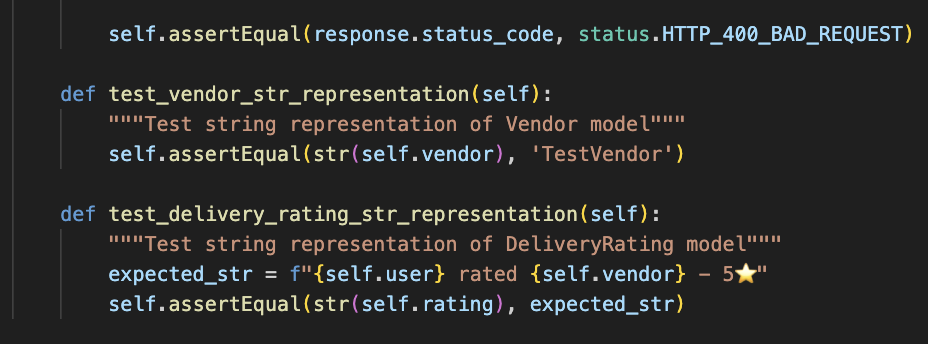 self.assertEqual(response.status_code, status.HTTP_400_BAD_REQUEST)
def test_vendor_str_representation(self):
"""Test string representation of Vendor model"""
self.assertEqual(str(self.vendor), 'TestVendor')
def test_delivery_rating_str_representation(self):
"""Test string representation of DeliveryRating model"""
expected_str = f"{self.user} rated {self.vendor} - 5⭐"
self.assertEqual(str(self.rating), expected_str)